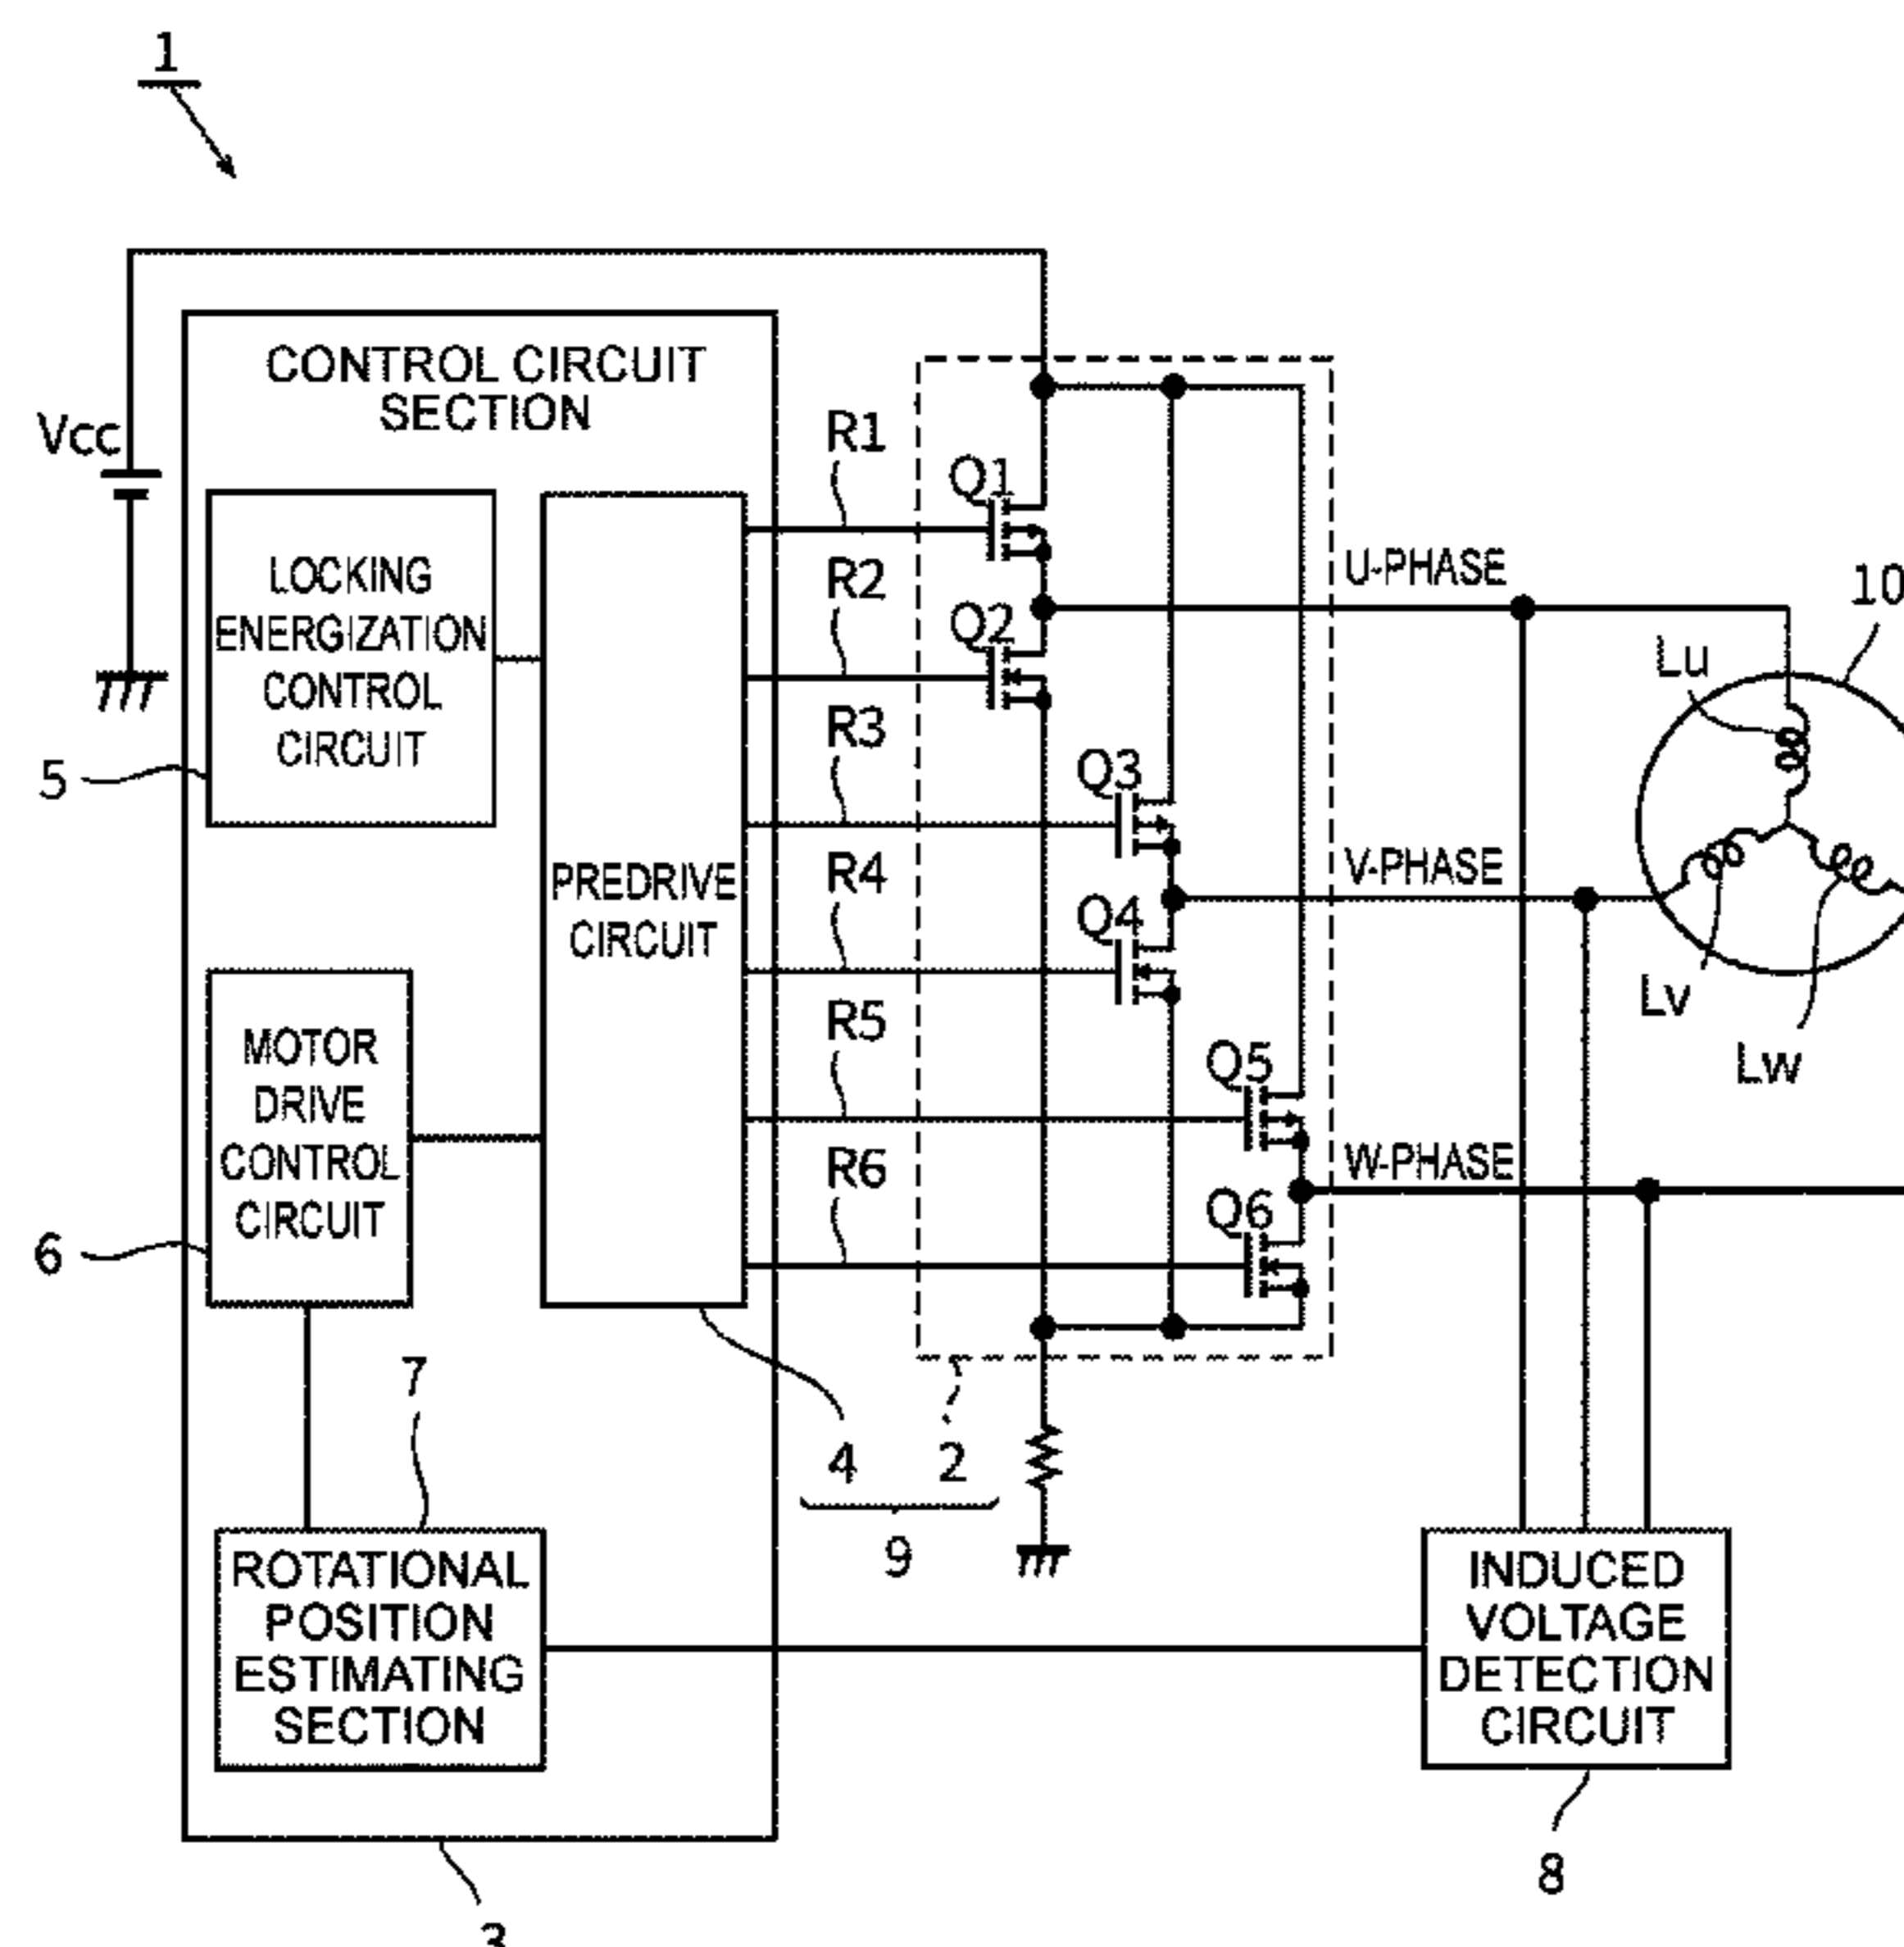 1
CONTROL CIRCUIT
SECTION
Vcc
R1
Q1
LOCKING
ENERGIZATION
CONTROL
CIRCUIT
R2
Q2
U-PHASE
10
Lu
5
R3
Q3
PREDRIVE
CIRCUIT
R4
Q4
V-PHASE
Lv
Lw
MOTOR
DRIVE
CONTROL
CIRCUIT
R5
Q5
6
R6
Q6
W-PHASE
7
4
2
9
ROTATIONAL
POSITION
ESTIMATING
SECTION
INDUCED
VOLTAGE
DETECTION
CIRCUIT
8
3